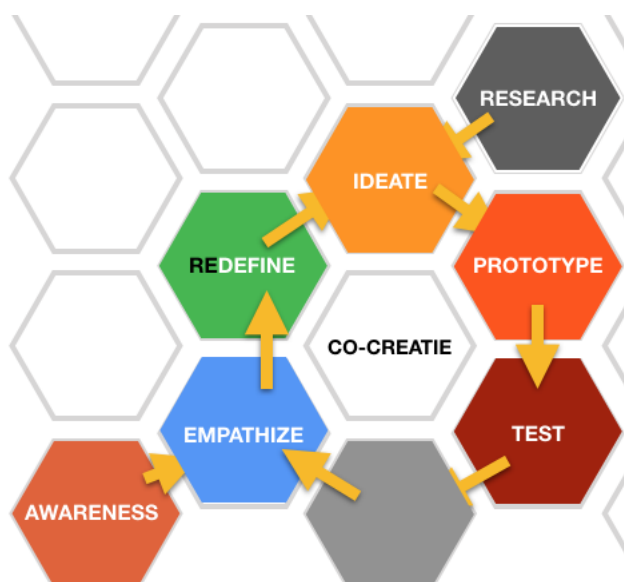 RESEARCH
IDEATE
REDEFINE
PROTOTYPE
CO-CREATIE
EMPATHIZE
TEST
AWARENESS